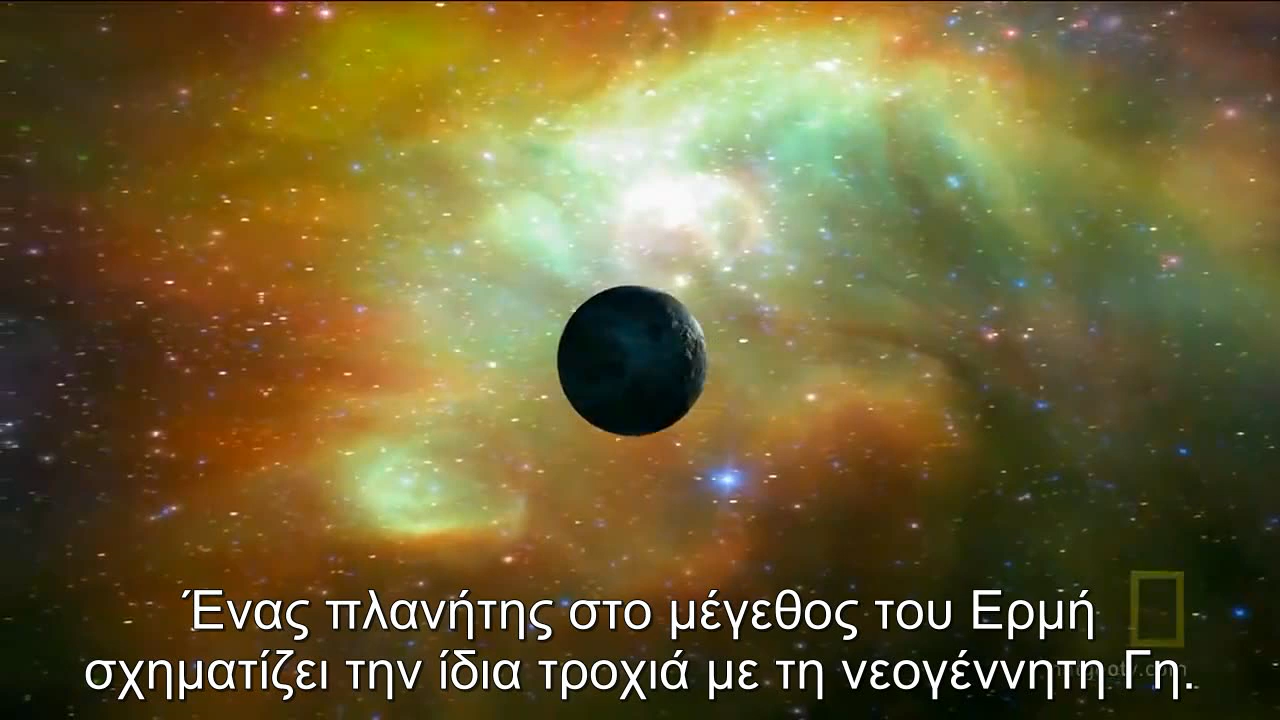 Ένας πλανήτης στο μέγεθος του Ερμή
σχηματίζει την ίδια τροχιά με τη νεογέννητη Γη.